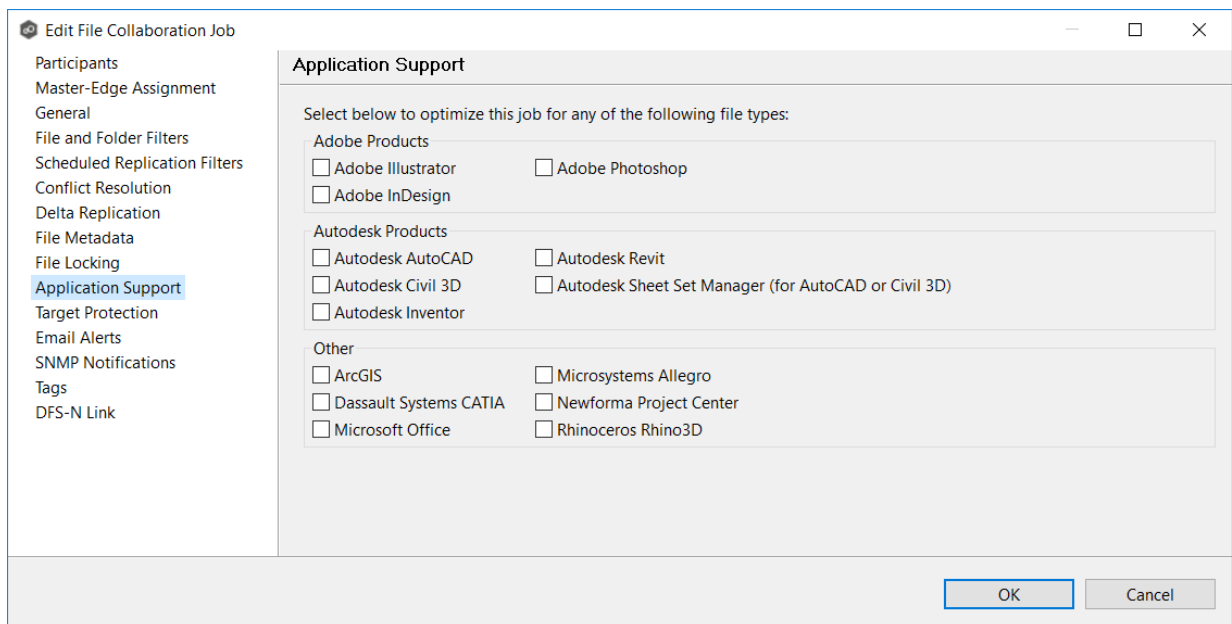 Edit File Collaboration Job
Participants
Master-Edge Assignment
General
File and Folder Filters
Scheduled Replication Filters
Conflict Resolution
Delta Replication
File Metadata
File Locking
Application Support
Target Protection
Email Alerts
SNMP Notifications
Tags
DFS-N Link
Application Support
Select below to optimize this job for any of the following file types:
Adobe Products
Adobe Illustrator
Adobe Photoshop
Adobe InDesign
Autodesk Products
Autodesk AutoCAD
Autodesk Revit
Autodesk Civil 3D
Autodesk Sheet Set Manager (for AutoCAD or Civil 3D)
Autodesk Inventor
Other
ArcGIS
Microsystems Allegro
Dassault Systems CATIA
Newforma Project Center
Microsoft Office
Rhinoceros Rhino3D
OK
Cancel